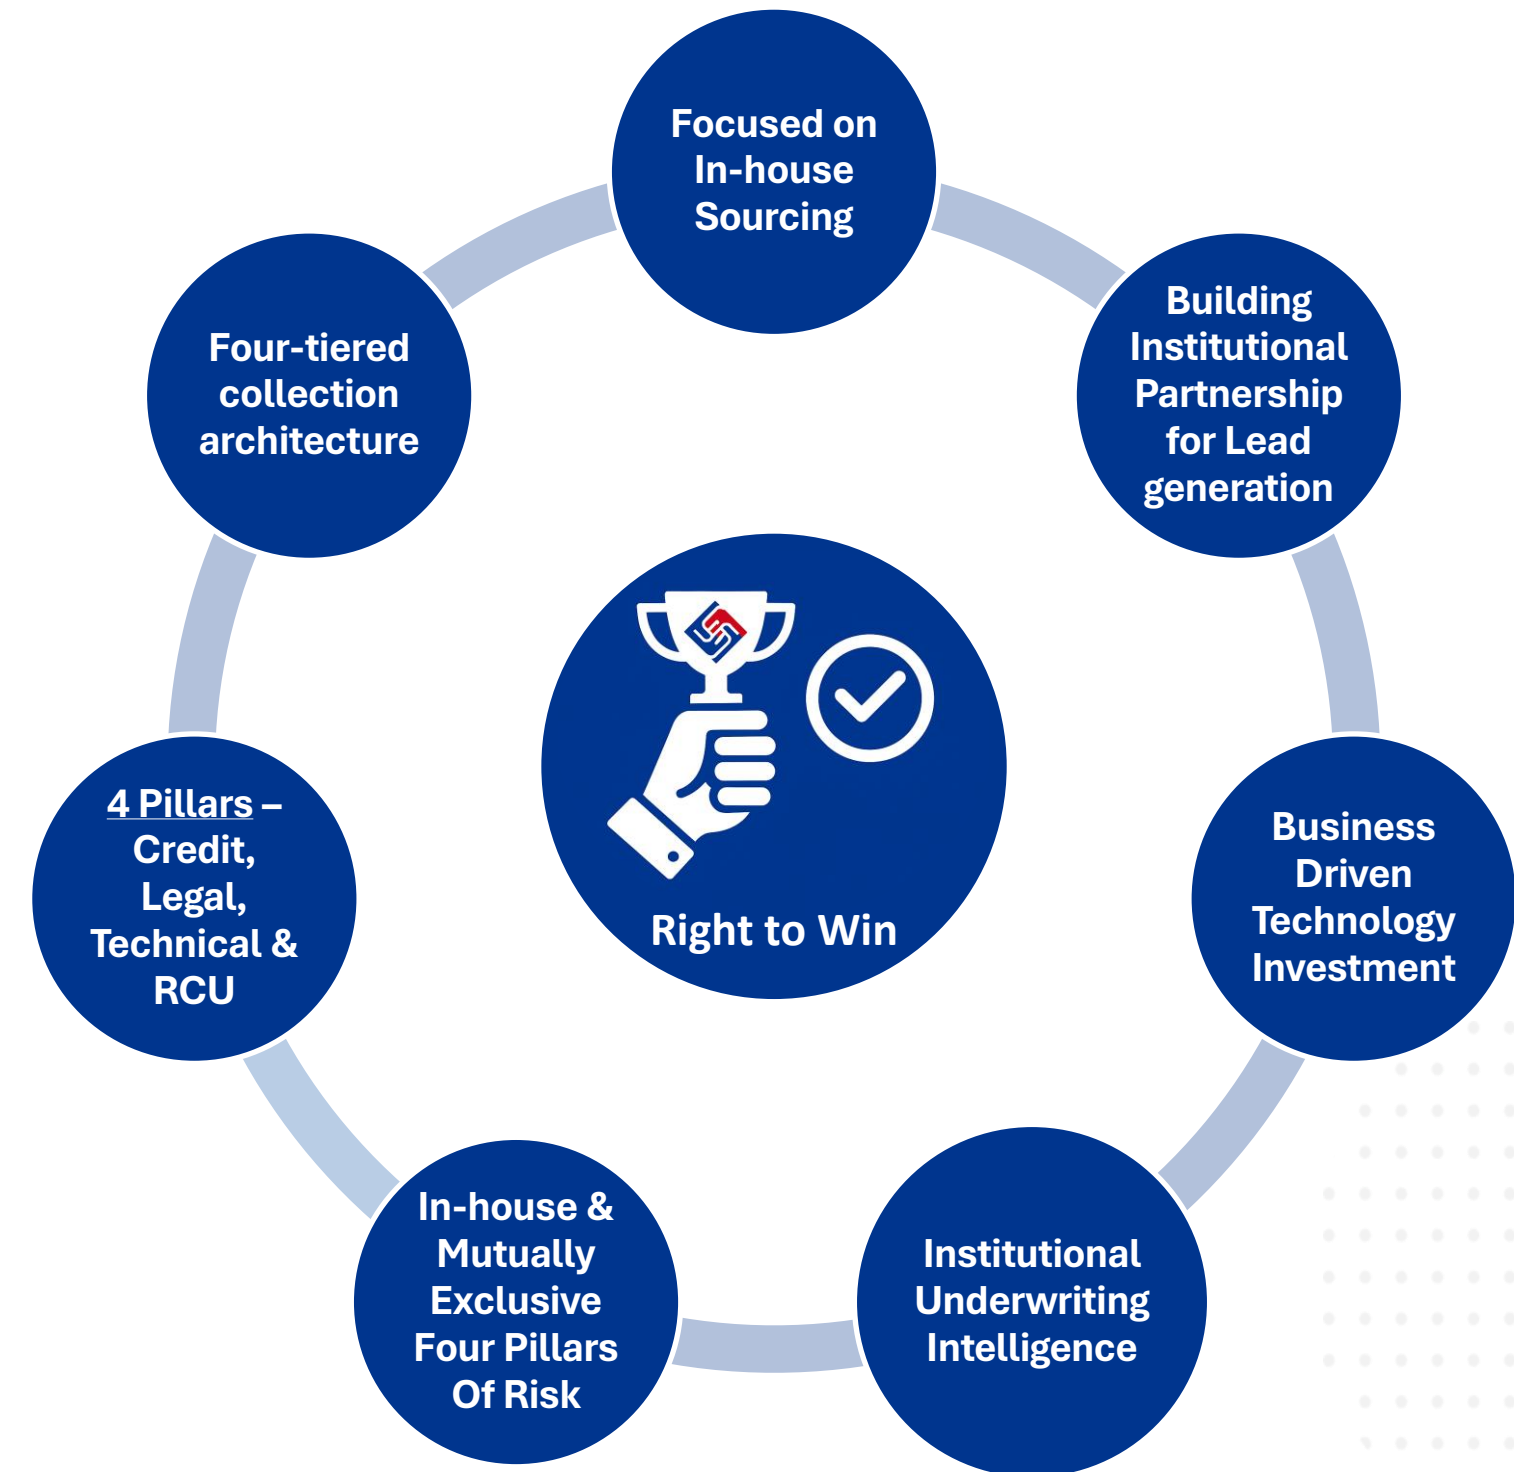 Focused on
In-house
Sourcing
Building
Institutional
Partnership
for Lead
generation
Business
Driven
Technology
Investment
Institutional
Underwriting
Intelligence
In-house &
Mutually
Exclusive
Four Pillars
Of Risk
4 Pillars –
Credit,
Legal,
Technical &
RCU
Four-tiered
collection
architecture
Right to Win